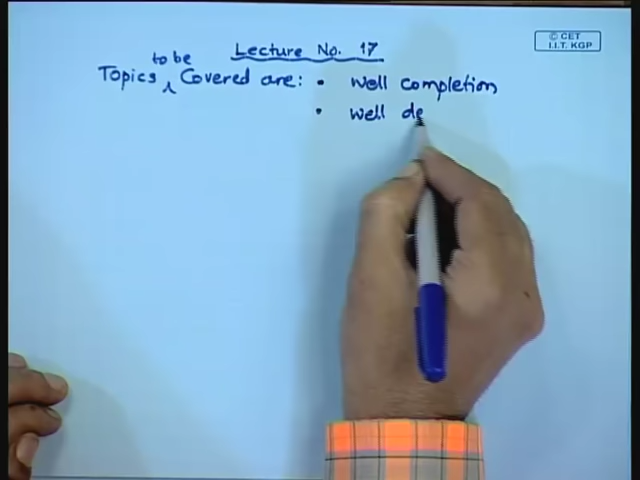 Lecture No. 17
© CET
I.I.T. KGP
to be
Topics ^ Covered are: • Well completion
• Well de